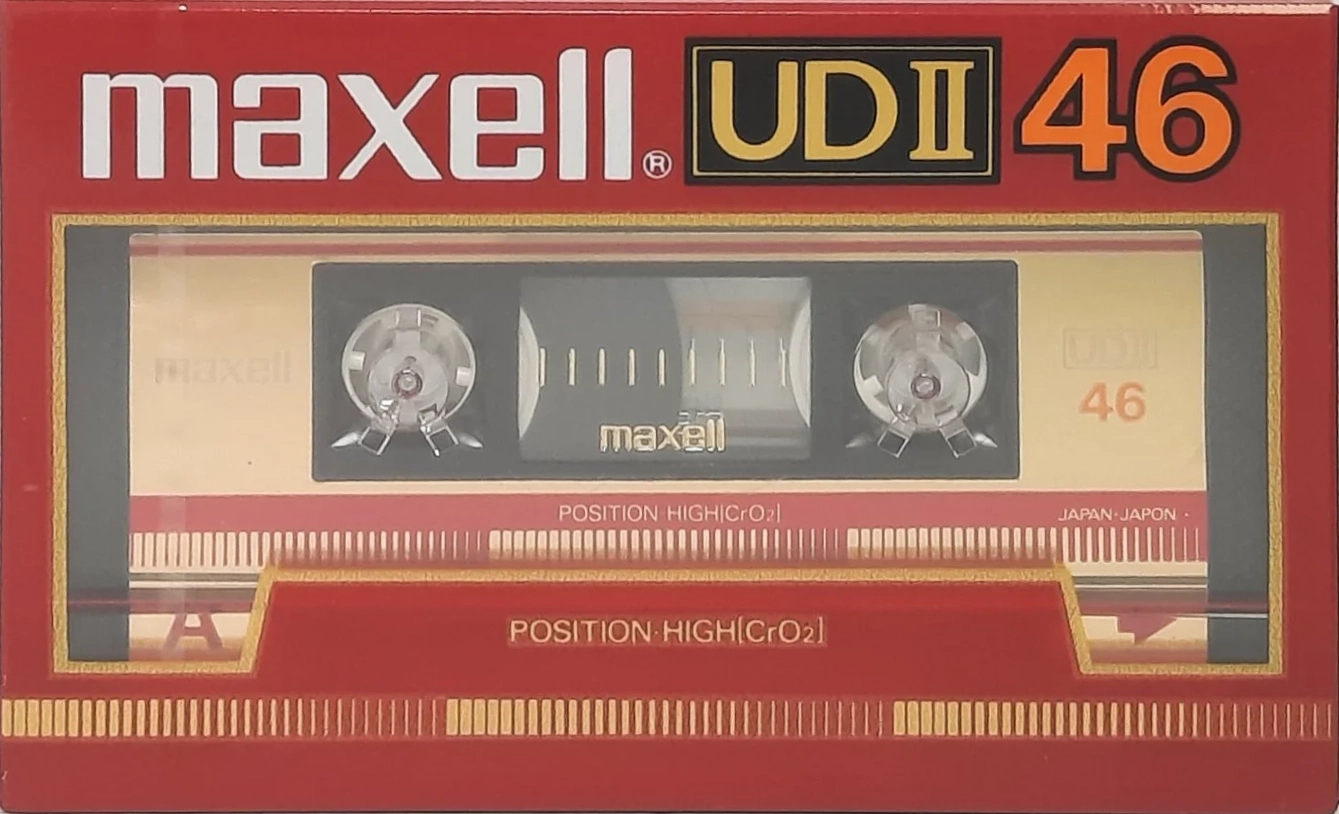 maxell® UDII 46
maxell
UDII
46
maxell
POSITION·HIGH[CrO2]
JAPAN·JAPON ·
A
POSITION·HIGH[CrO2]